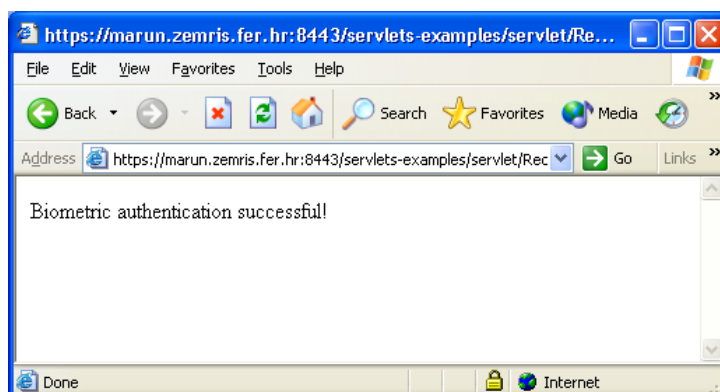 https://marun.zemris.fer.hr:8443/servlets-examples/servlet/Re...
File Edit View Favorites Tools Help
Back Search Favorites Media »
Address https://marun.zemris.fer.hr:8443/servlets-examples/servlet/Rec Go Links »
Biometric authentication successful!
Done Internet